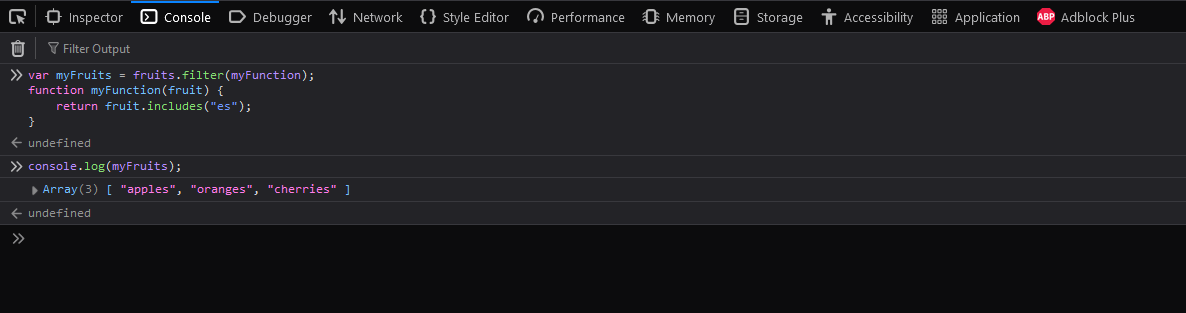 Inspector Console Debugger Network Style Editor Performance Memory Storage Accessibility Application ABP Adblock Plus
Filter Output
var myFruits = fruits.filter(myFunction);
function myFunction(fruit) {
    return fruit.includes("es");
}
undefined
console.log(myFruits);
Array(3) [ "apples", "oranges", "cherries" ]
undefined